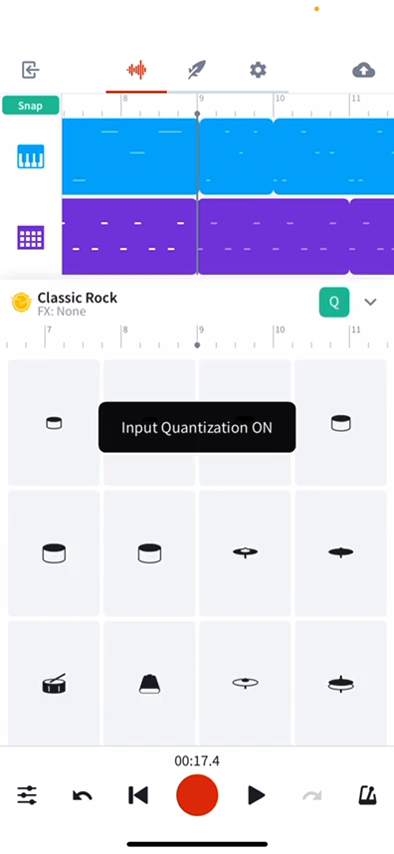 Snap
8
9
10
11
Classic Rock
FX: None
Q
7
8
9
10
11
Input Quantization ON
00:17.4